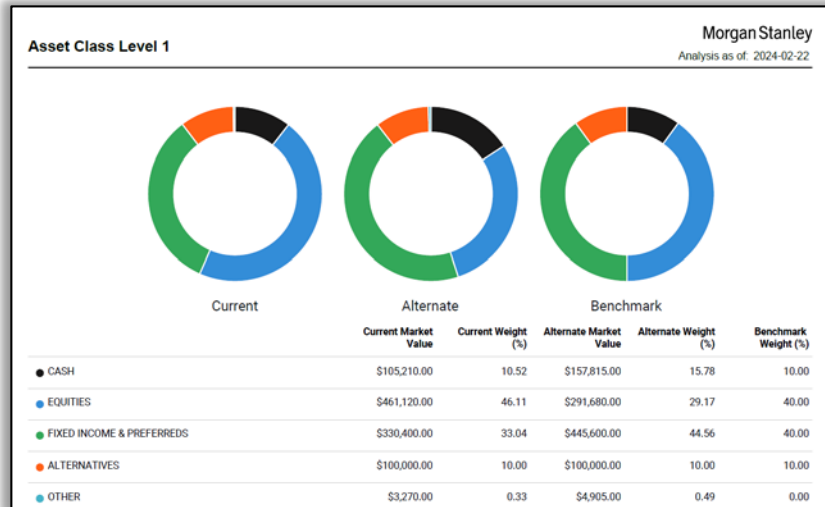 Morgan Stanley
Asset Class Level 1
Analysis as of: 2024-02-22
Current Alternate Benchmark
Current Market Value Current Weight (%) Alternate Market Value Alternate Weight (%) Benchmark Weight (%)
CASH $105,210.00 10.52 $157,815.00 15.78 10.00
EQUITIES $461,120.00 46.11 $291,680.00 29.17 40.00
FIXED INCOME & PREFERREDS $330,400.00 33.04 $445,600.00 44.56 40.00
ALTERNATIVES $100,000.00 10.00 $100,000.00 10.00 10.00
OTHER $3,270.00 0.33 $4,905.00 0.49 0.00